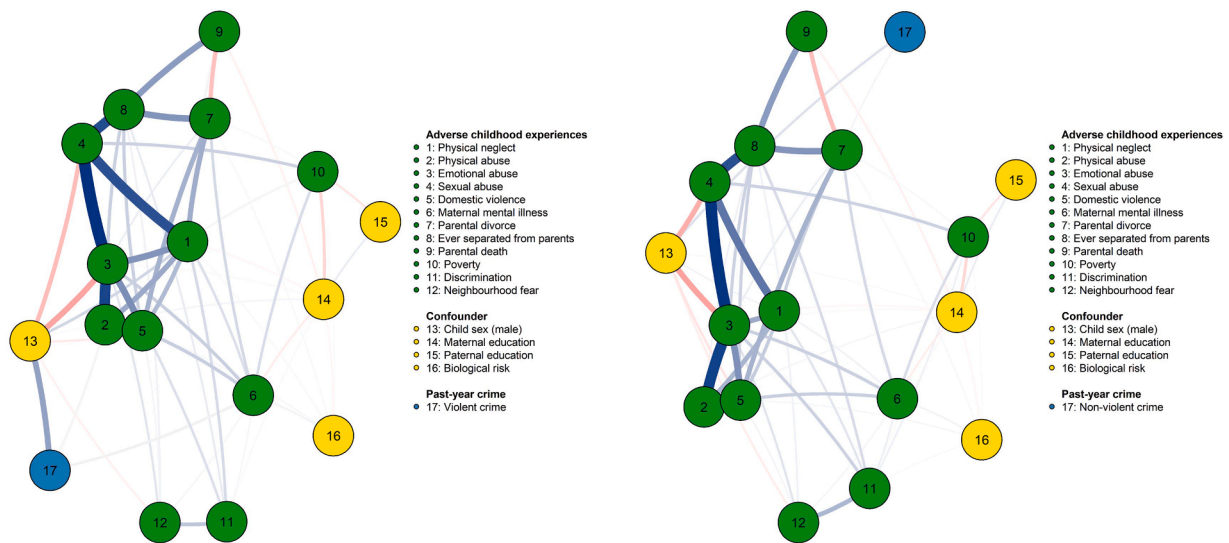 9
8
7
4
10
15
1
3
14
2
5
13
6
16
17
12
11
Adverse childhood experiences
1: Physical neglect
2: Physical abuse
3: Emotional abuse
4: Sexual abuse
5: Domestic violence
6: Maternal mental illness
7: Parental divorce
8: Ever separated from parents
9: Parental death
10: Poverty
11: Discrimination
12: Neighbourhood fear
Confounder
13: Child sex (male)
14: Maternal education
15: Paternal education
16: Biological risk
Past-year crime
17: Violent crime
9
17
8
7
4
15
10
13
1
14
3
2
5
6
16
11
12
Adverse childhood experiences
1: Physical neglect
2: Physical abuse
3: Emotional abuse
4: Sexual abuse
5: Domestic violence
6: Maternal mental illness
7: Parental divorce
8: Ever separated from parents
9: Parental death
10: Poverty
11: Discrimination
12: Neighbourhood fear
Confounder
13: Child sex (male)
14: Maternal education
15: Paternal education
16: Biological risk
Past-year crime
17: Non-violent crime